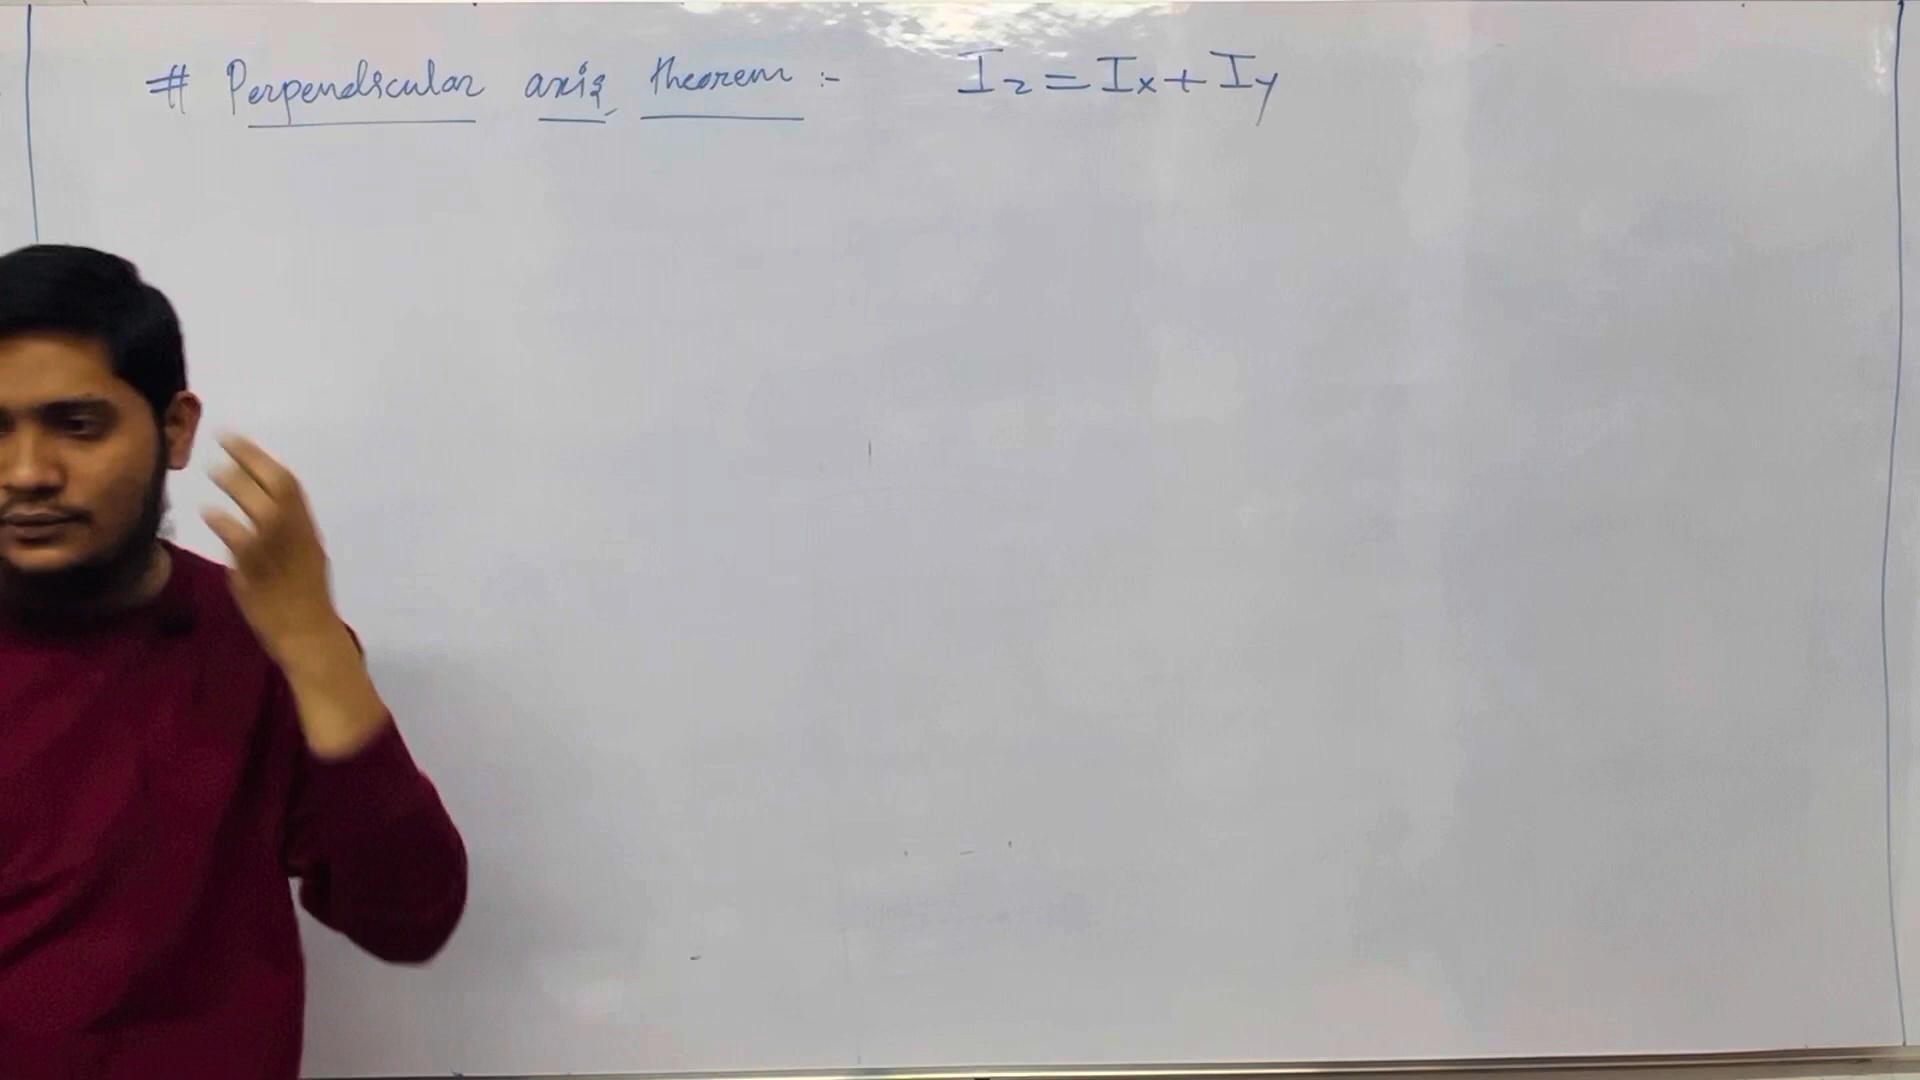 # Perpendicular axis theorem :- Iz = Ix + Iy